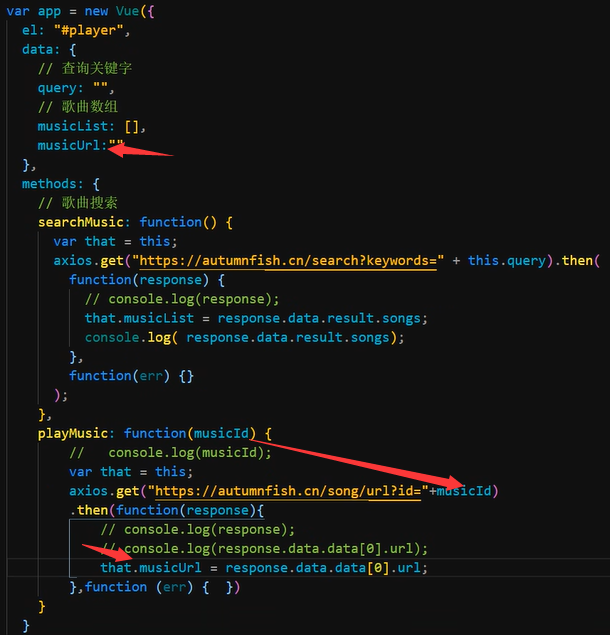 var app = new Vue({
  el: "#player",
  data: {
    // 查询关键字
    query: "",
    // 歌曲数组
    musicList: [],
    musicUrl:""
  },
  methods: {
    // 歌曲搜索
    searchMusic: function() {
      var that = this;
      axios.get("https://autumnfish.cn/search?keywords=" + this.query).then(
        function(response) {
          // console.log(response);
          that.musicList = response.data.result.songs;
          console.log( response.data.result.songs);
        },
        function(err) {}
      );
    },
    playMusic: function(musicId) {
        //   console.log(musicId);
        var that = this;
        axios.get("https://autumnfish.cn/song/url?id="+musicId)
        .then(function(response){
            // console.log(response);
            // console.log(response.data.data[0].url);
            that.musicUrl = response.data.data[0].url;
        },function (err) {  })
    }
  }